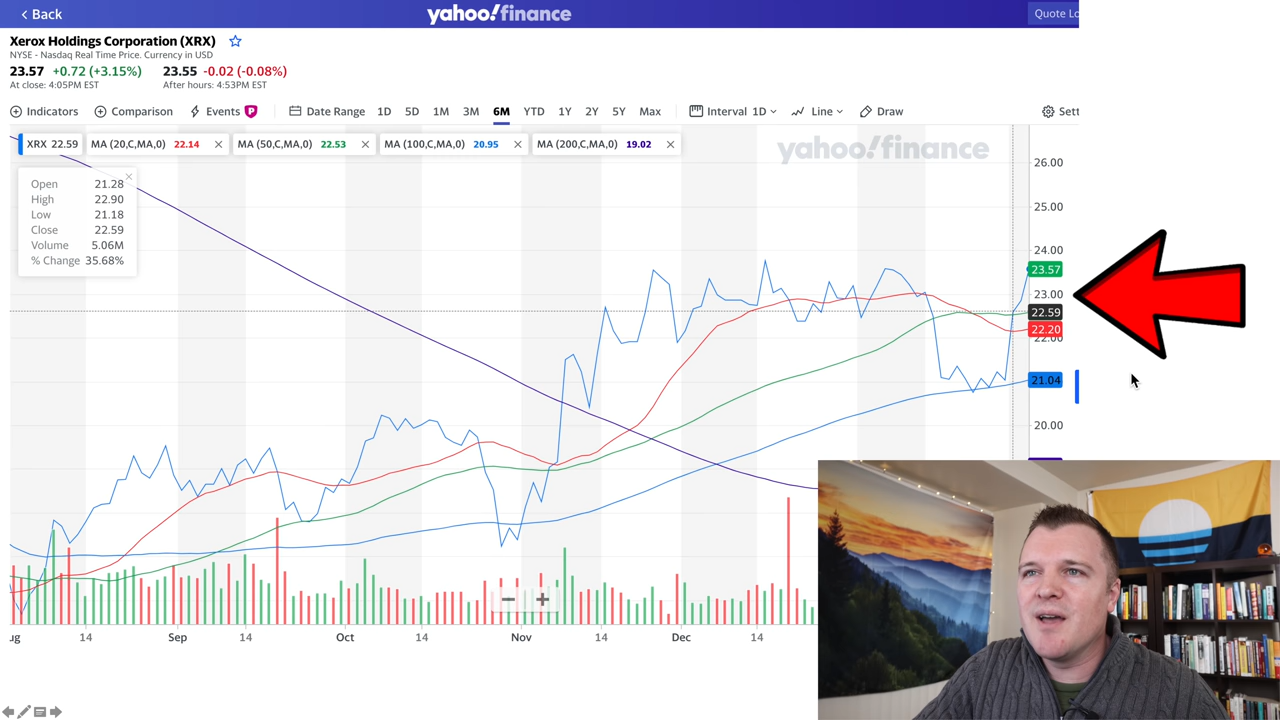 Back
yahoo!finance
Quote Lo
Xerox Holdings Corporation (XRX)
NYSE - Nasdaq Real Time Price. Currency in USD
23.57 +0.72 (+3.15%) 23.55 -0.02 (-0.08%)
At close: 4:05PM EST After hours: 4:53PM EST
Indicators Comparison Events P Date Range 1D 5D 1M 3M 6M YTD 1Y 2Y 5Y Max Interval 1D Line Draw Sett
XRX 22.59 MA (20,C,MA,0) 22.14 MA (50,C,MA,0) 22.53 MA (100,C,MA,0) 20.95 MA (200,C,MA,0) 19.02
yahoo!finance
Open 21.28
High 22.90
Low 21.18
Close 22.59
Volume 5.06M
% Change 35.68%
26.00
25.00
24.00
23.57
23.00
22.59
22.20
22.00
21.04
20.00
ug 14 Sep 14 Oct 14 Nov 14 Dec 14